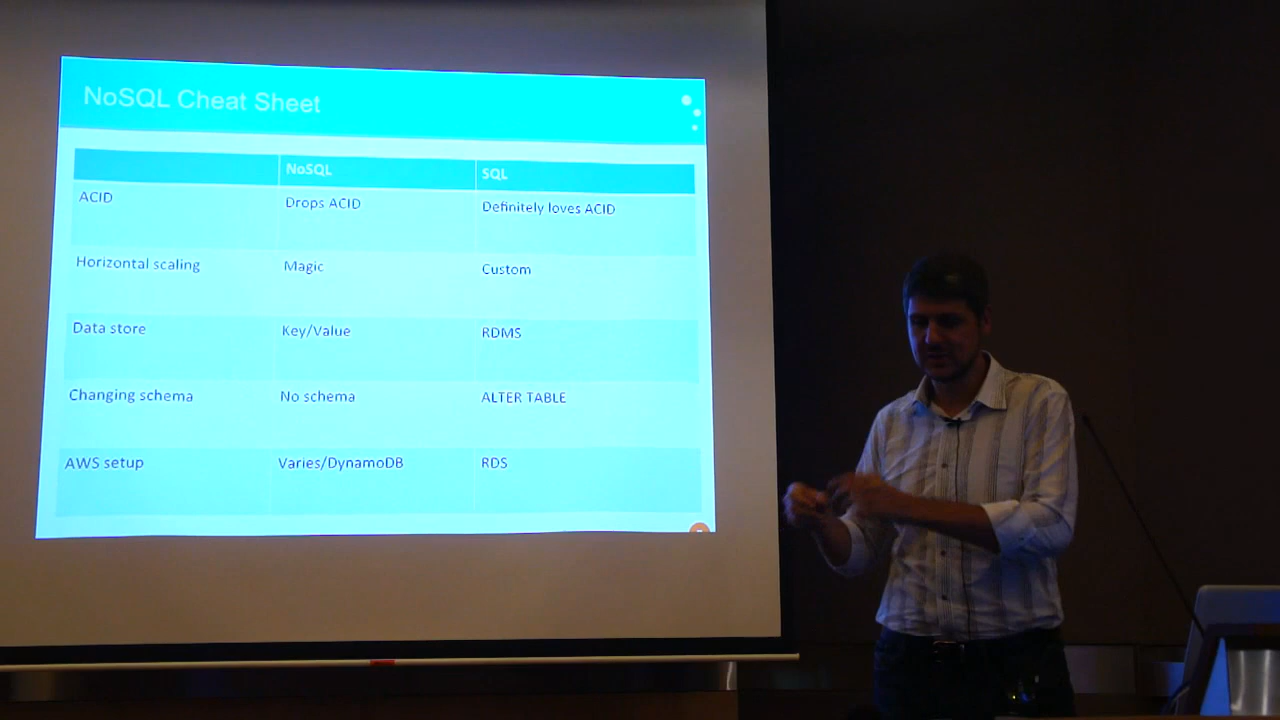 NoSQL Cheat Sheet
NoSQL SQL
ACID Drops ACID Definitely loves ACID
Horizontal scaling Magic Custom
Data store Key/Value RDMS
Changing schema No schema ALTER TABLE
AWS setup Varies/DynamoDB RDS